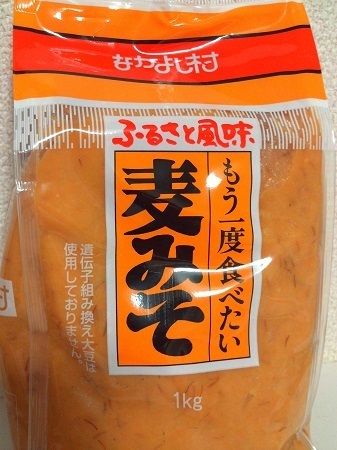 なかよし村
ふるさと風味
もう一度食べたい
麦みそ
遺伝子組み換え大豆は
使用しておりません。
1kg
村